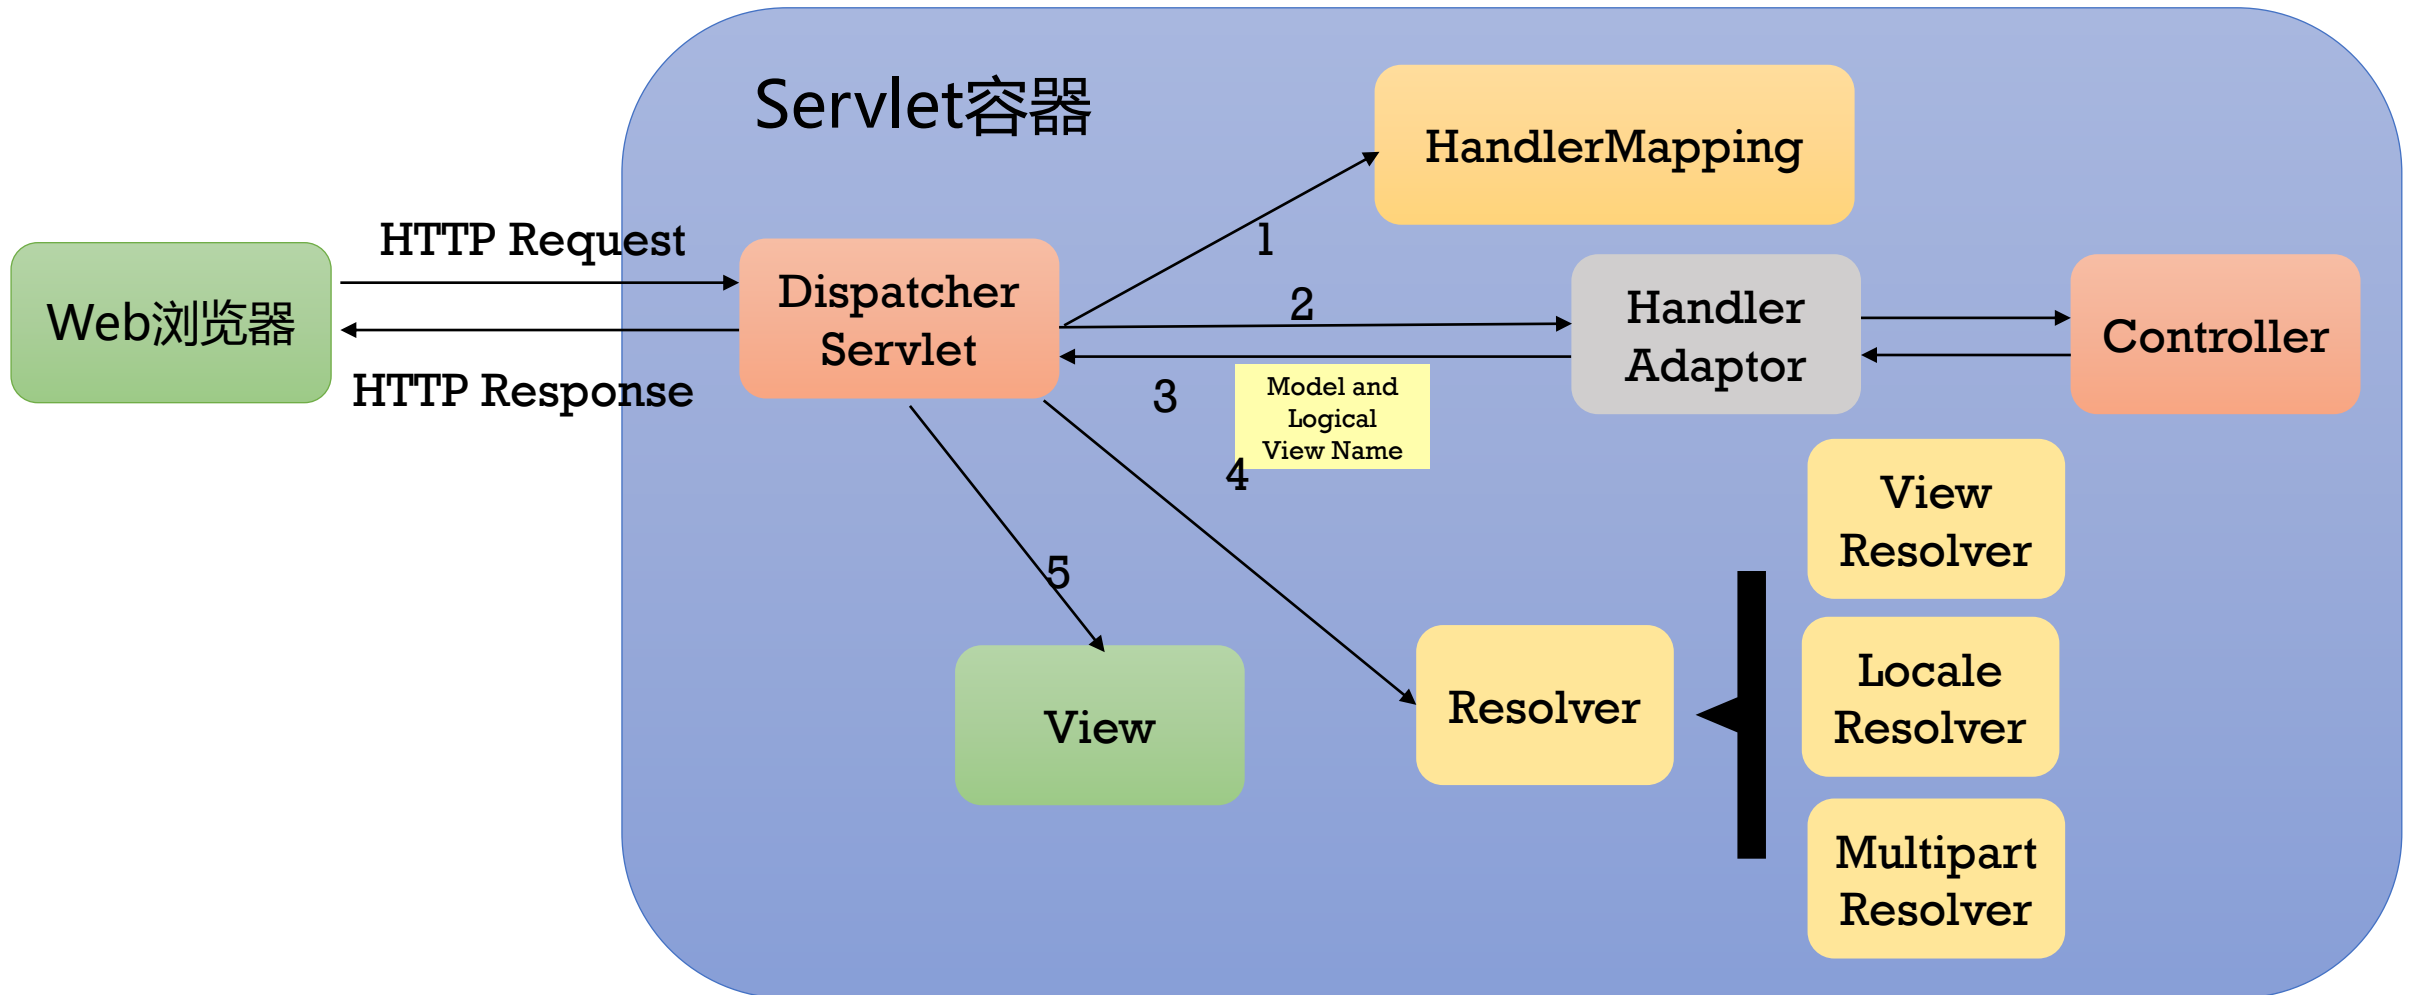 Servlet容器
HandlerMapping
1
HTTP Request
Web浏览器
HTTP Response
Dispatcher
Servlet
2
Handler
Adaptor
Controller
3
Model and
Logical
View Name
4
5
View
Resolver
View
Resolver
Locale
Resolver
Multipart
Resolver